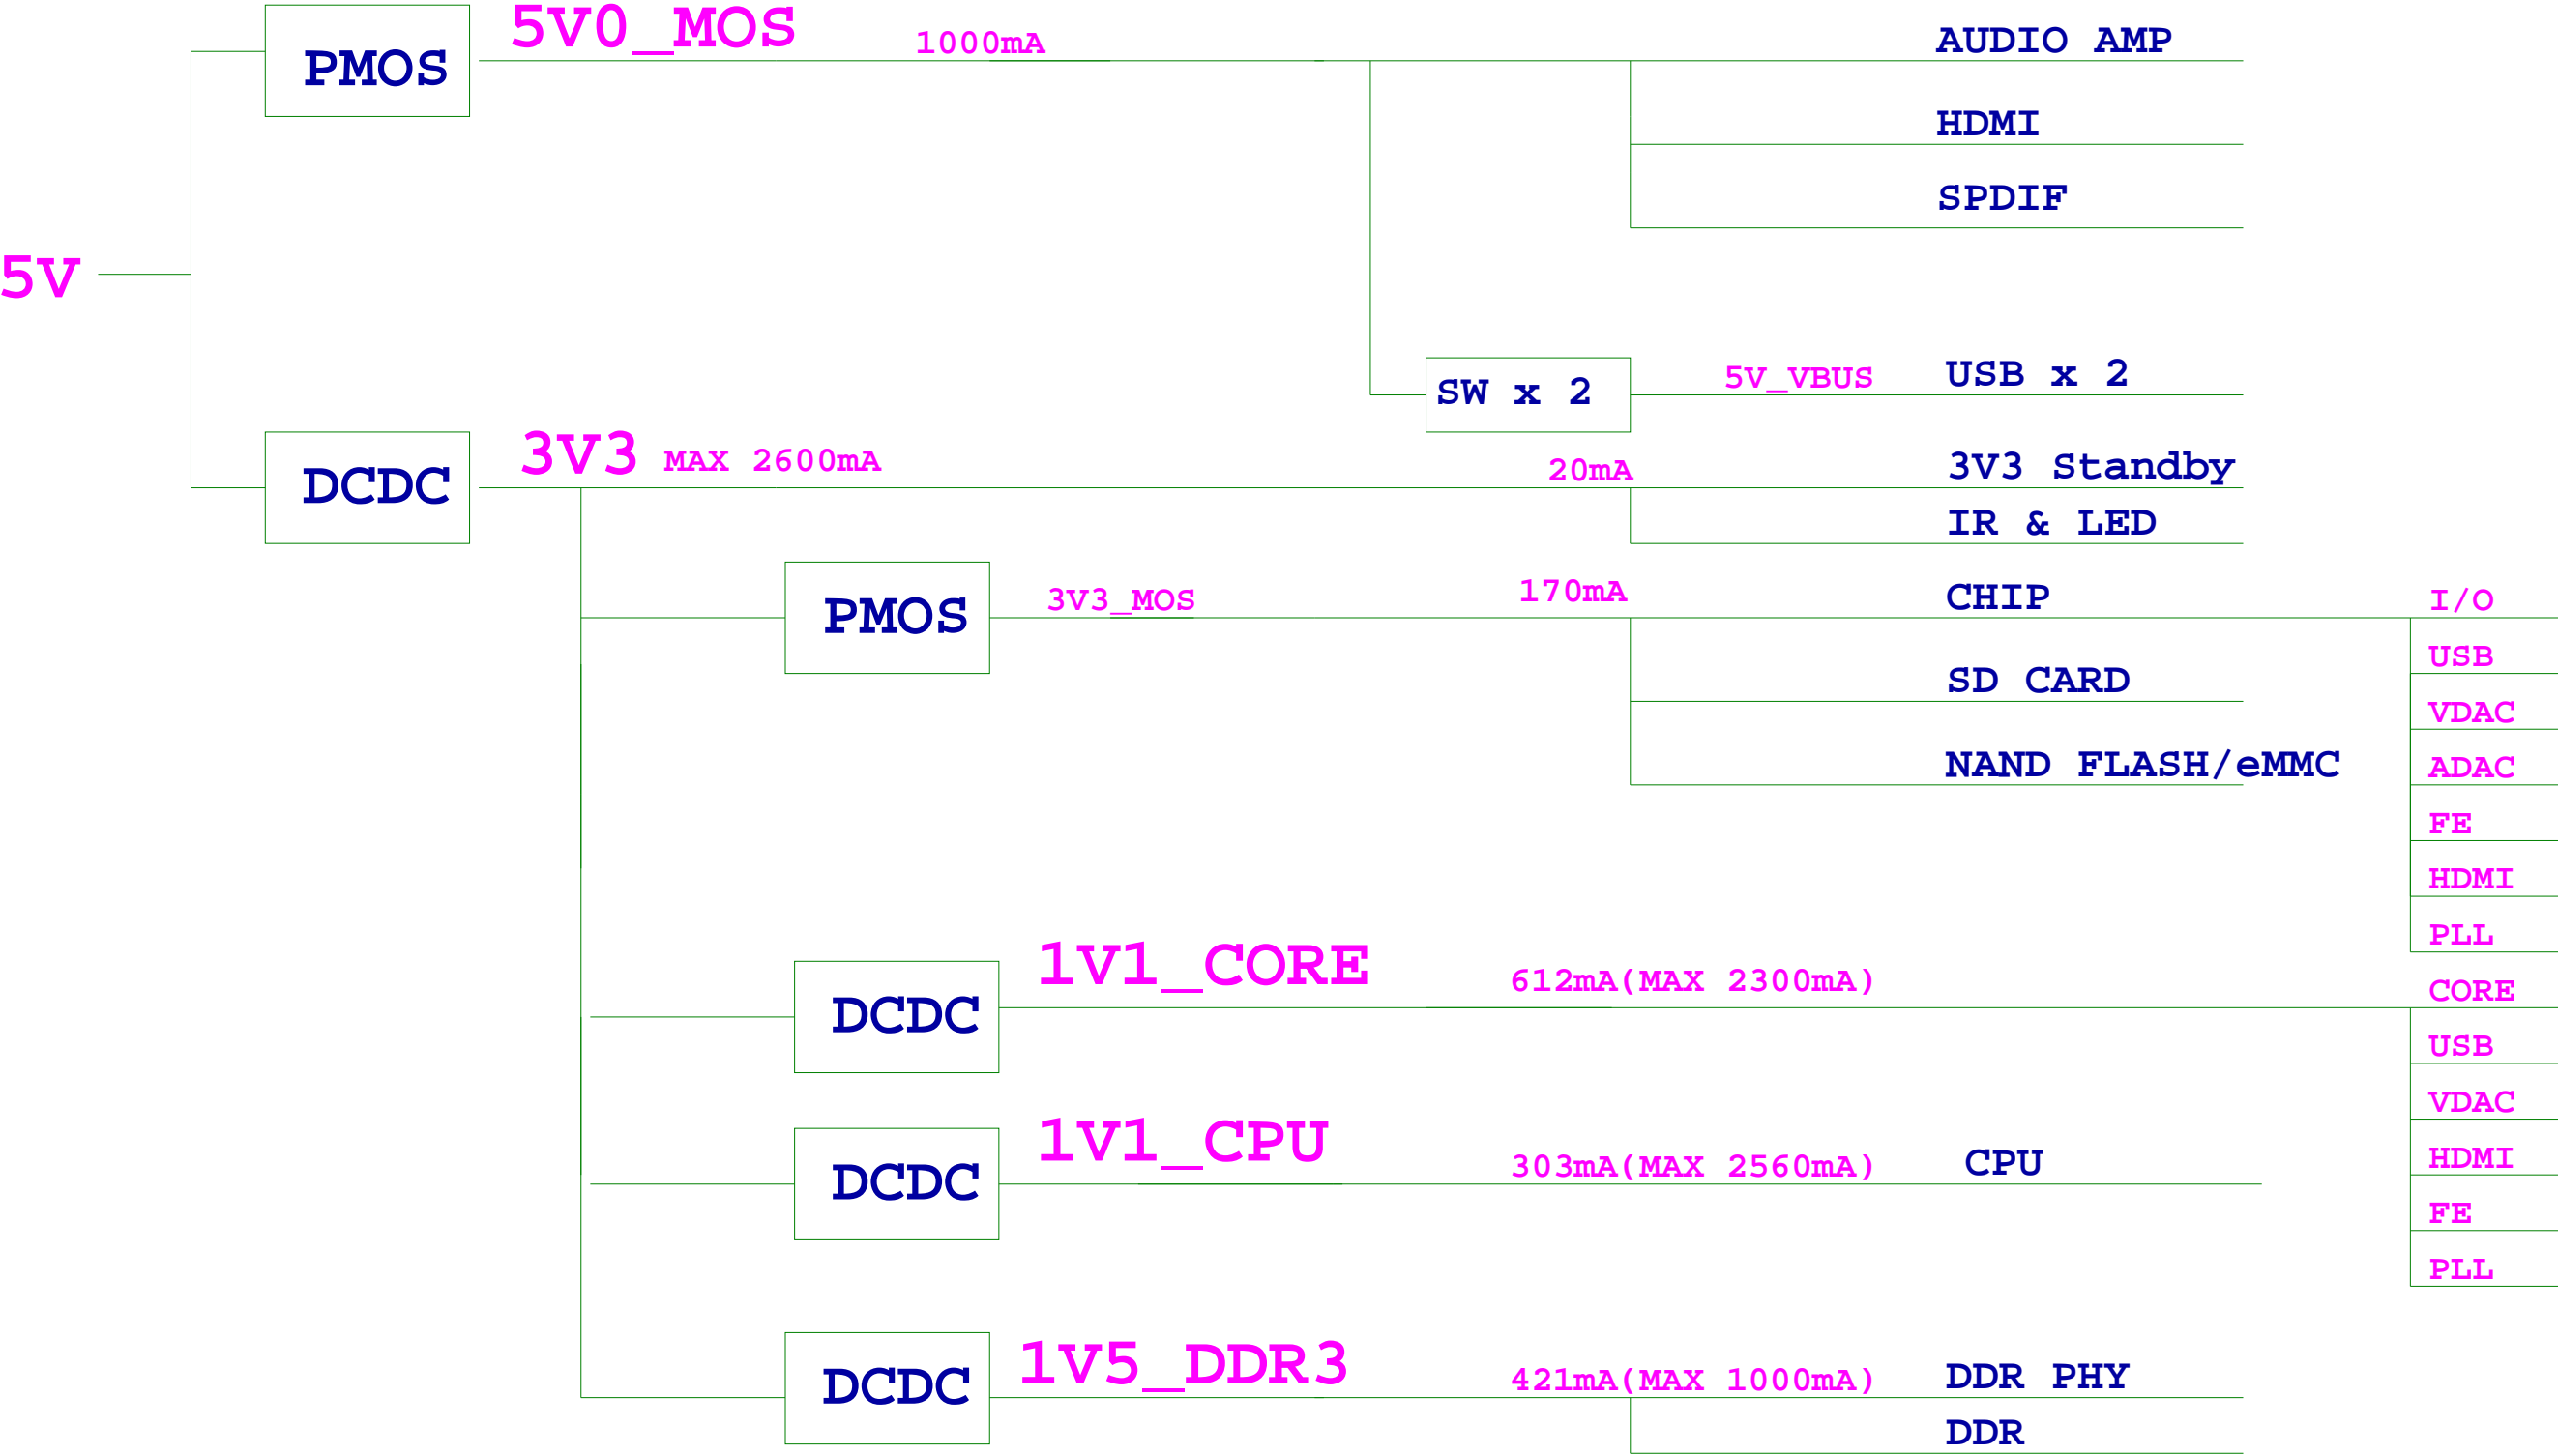 5V0_MOS
1000mA
AUDIO AMP
PMOS
HDMI
SPDIF
5V
SW x 2
5V_VBUS
USB x 2
DCDC
3V3 MAX 2600mA
20mA
3V3 Standby
IR & LED
PMOS
3V3_MOS
170mA
CHIP
I/O
USB
SD CARD
VDAC
NAND FLASH/eMMC
ADAC
FE
HDMI
PLL
DCDC
1V1_CORE
612mA(MAX 2300mA)
CORE
USB
VDAC
DCDC
1V1_CPU
303mA(MAX 2560mA)
CPU
HDMI
FE
PLL
DCDC
1V5_DDR3
421mA(MAX 1000mA)
DDR PHY
DDR